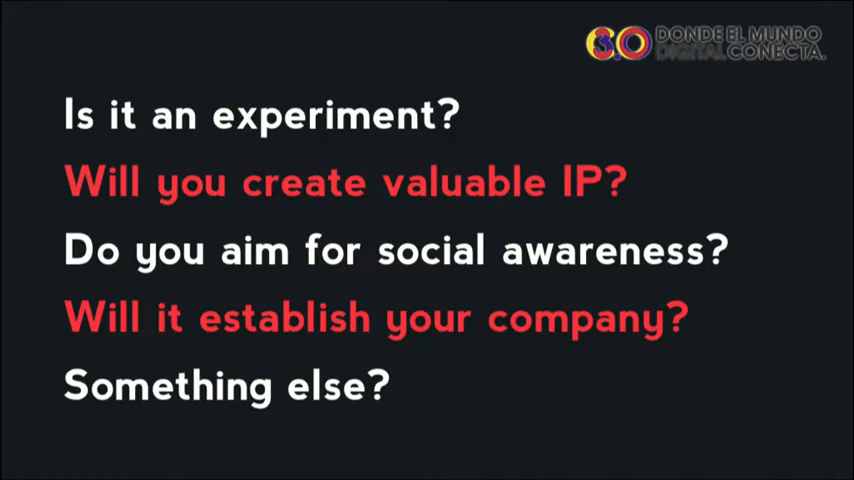 3.0 DONDE EL MUNDO
DIGITAL CONECTA.
Is it an experiment?
Will you create valuable IP?
Do you aim for social awareness?
Will it establish your company?
Something else?